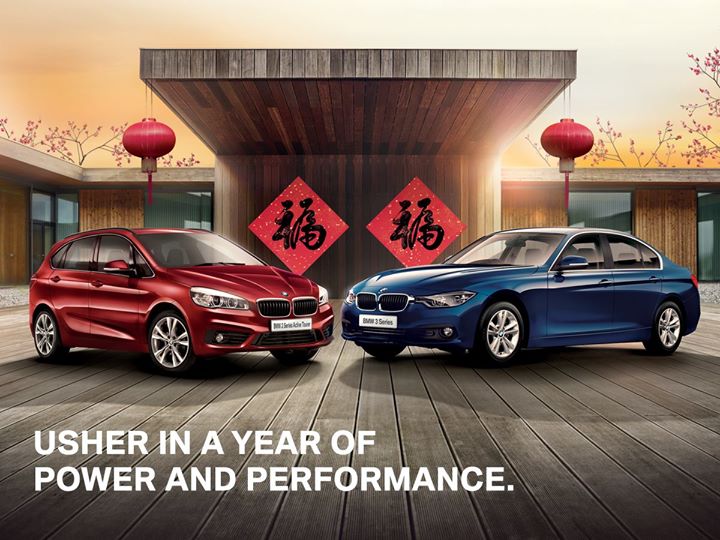 福
福
BMW 2 Series Active Tourer
BMW 3 Series
USHER IN A YEAR OF
POWER AND PERFORMANCE.